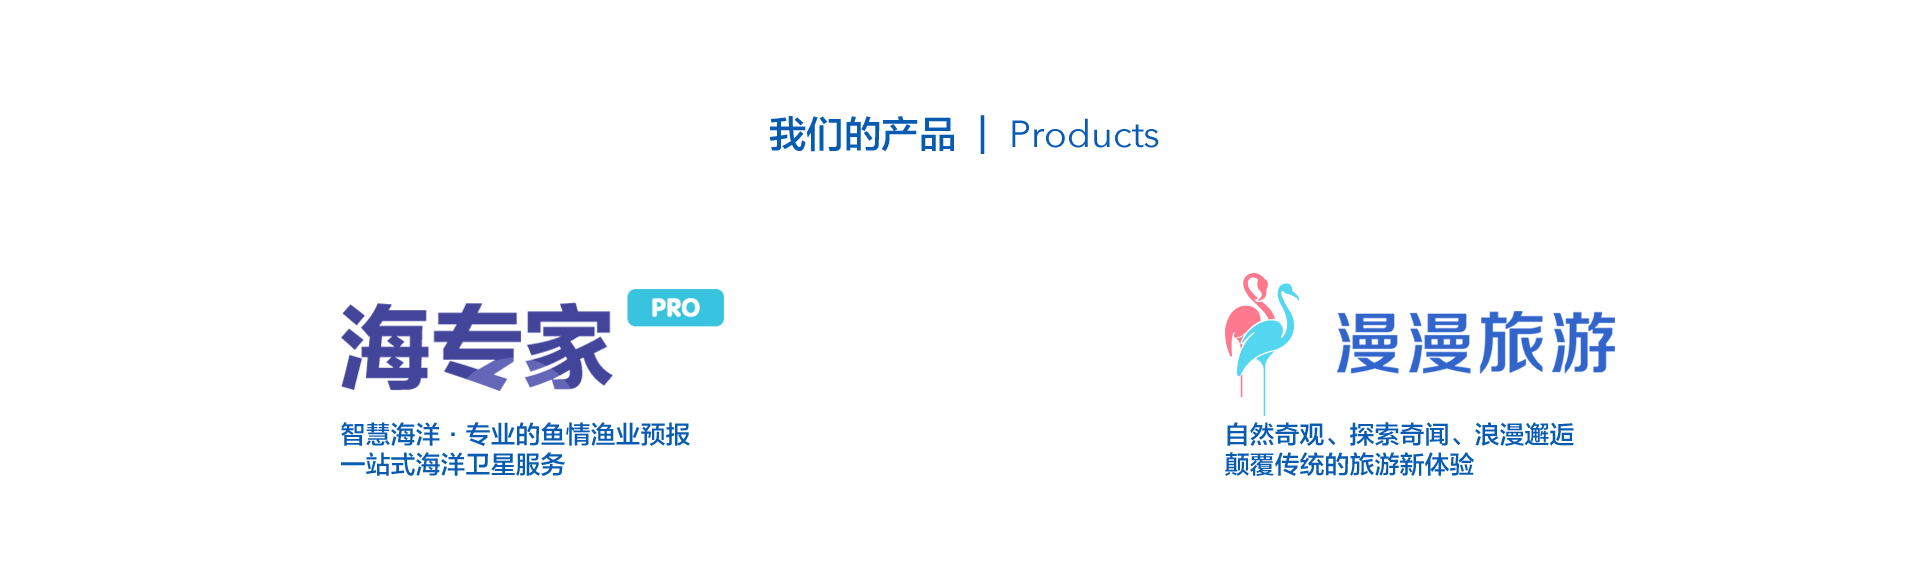 我们的产品 | Products
海专家 PRO
智慧海洋·专业的鱼情渔业预报
一站式海洋卫星服务
漫漫旅游
自然奇观、探索奇闻、浪漫邂逅
颠覆传统的旅游新体验